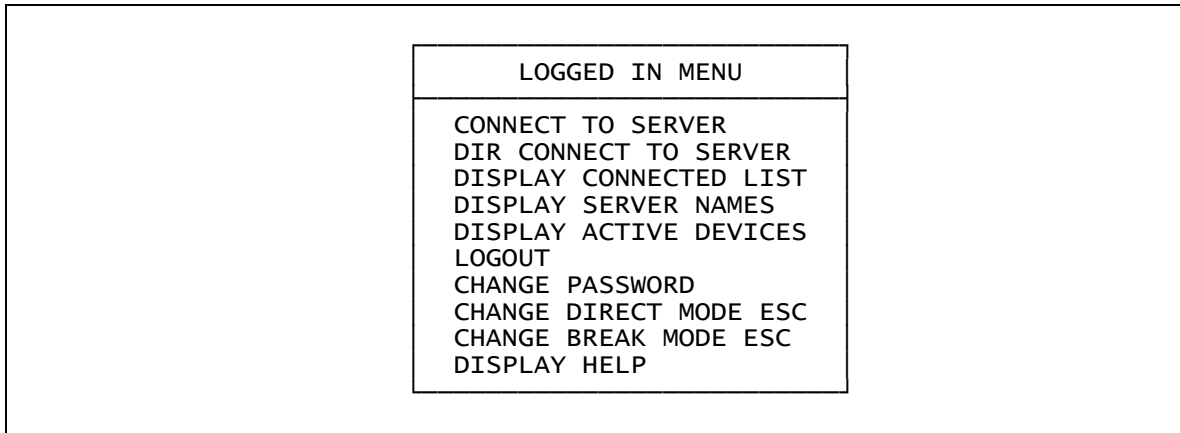 LOGGED IN MENU
CONNECT TO SERVER
DIR CONNECT TO SERVER
DISPLAY CONNECTED LIST
DISPLAY SERVER NAMES
DISPLAY ACTIVE DEVICES
LOGOUT
CHANGE PASSWORD
CHANGE DIRECT MODE ESC
CHANGE BREAK MODE ESC
DISPLAY HELP